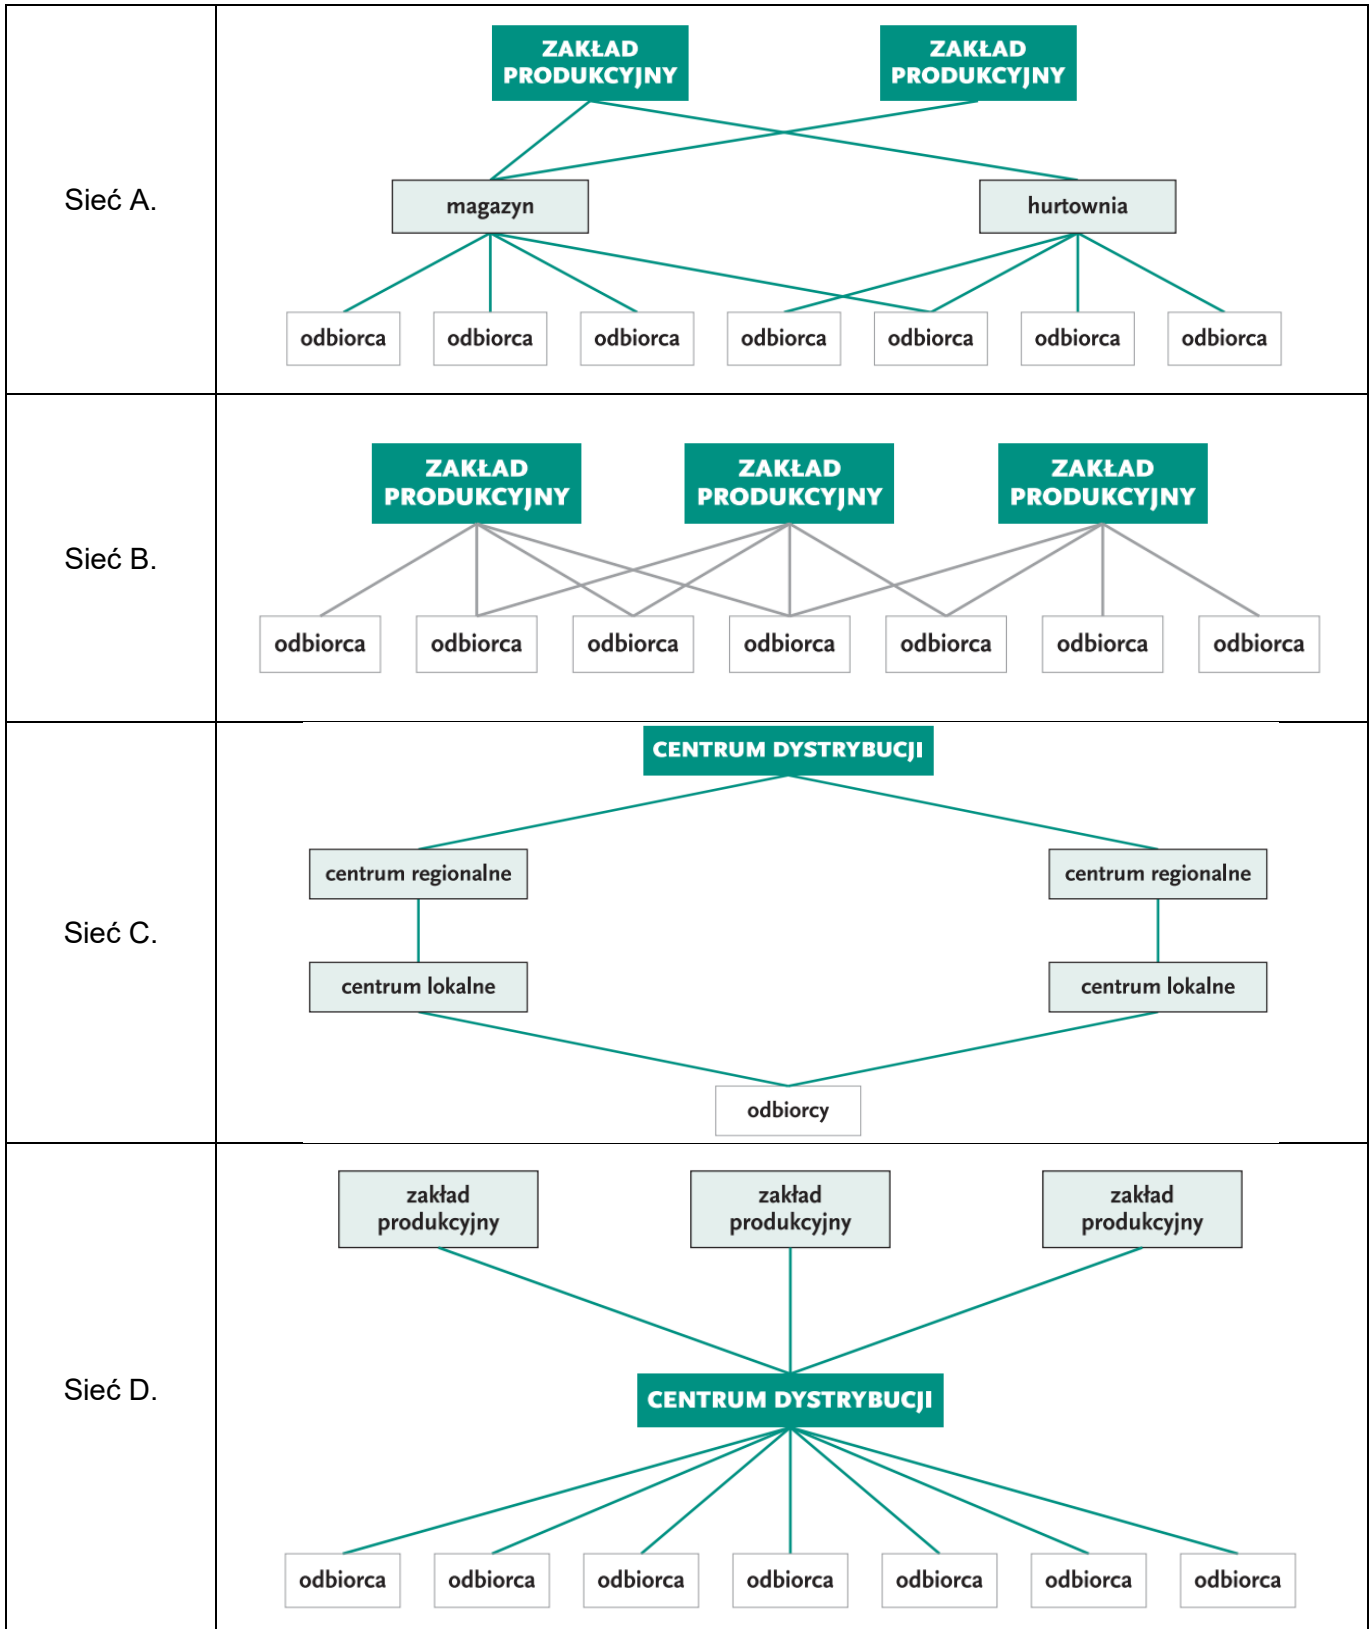 Sieć A.
ZAKŁAD
PRODUKCYJNY
ZAKŁAD
PRODUKCYJNY
magazyn
hurtownia
odbiorca
odbiorca
odbiorca
odbiorca
odbiorca
odbiorca
odbiorca
Sieć B.
ZAKŁAD
PRODUKCYJNY
ZAKŁAD
PRODUKCYJNY
ZAKŁAD
PRODUKCYJNY
odbiorca
odbiorca
odbiorca
odbiorca
odbiorca
odbiorca
odbiorca
Sieć C.
CENTRUM DYSTRYBUCJI
centrum regionalne
centrum regionalne
centrum lokalne
centrum lokalne
odbiorcy
Sieć D.
zakład
produkcyjny
zakład
produkcyjny
zakład
produkcyjny
CENTRUM DYSTRYBUCJI
odbiorca
odbiorca
odbiorca
odbiorca
odbiorca
odbiorca
odbiorca